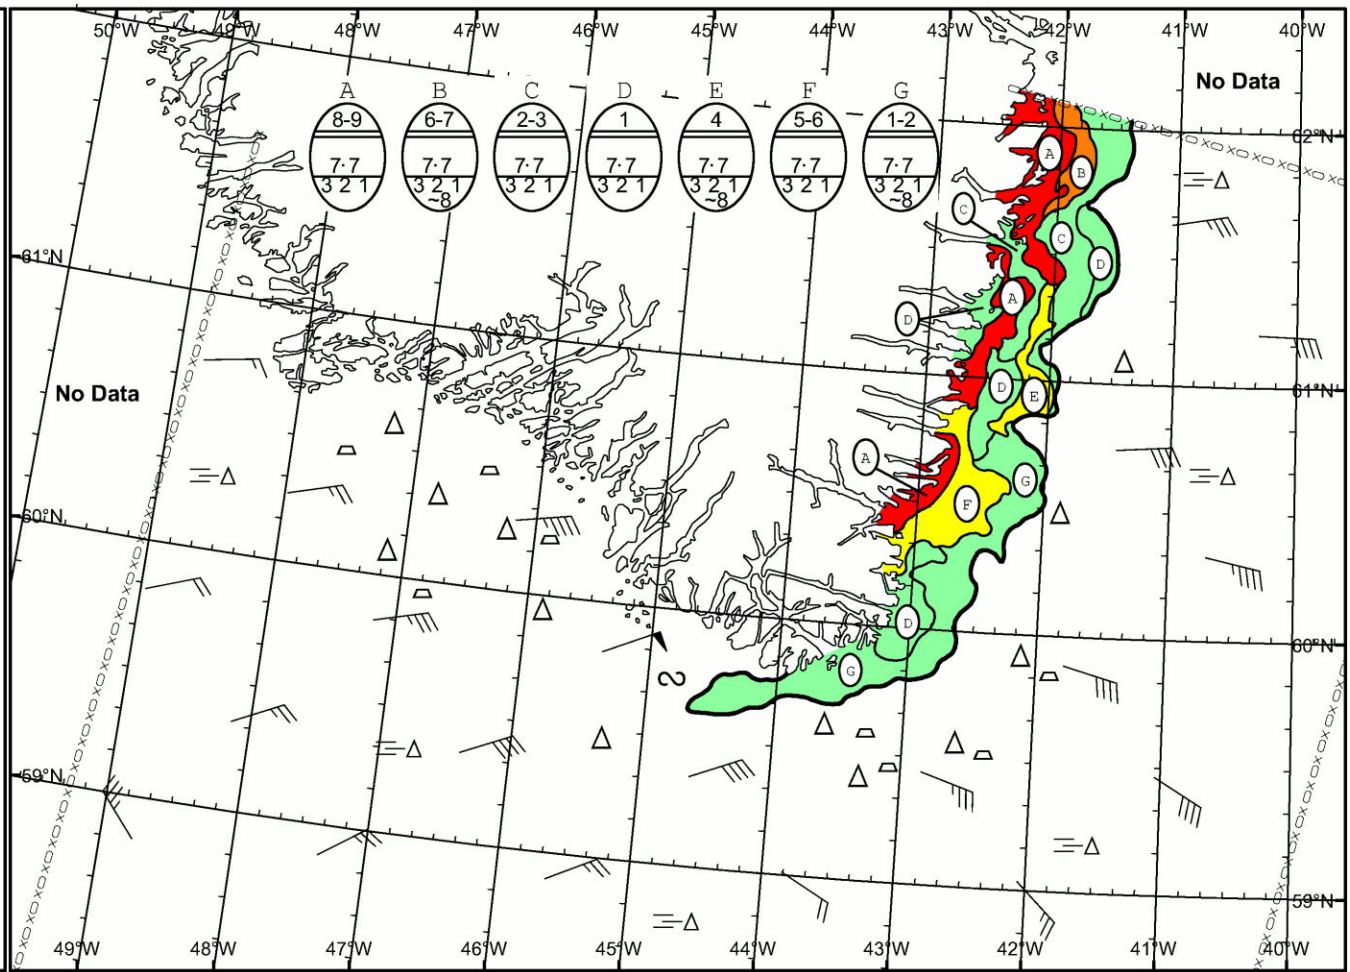 50°W 49°W 48°W 47°W 46°W 45°W 44°W 43°W 42°W 41°W 40°W
No Data
A B C D E F G
8-9 6-7 2-3 1 4 5-6 1-2
7·7 7·7 7·7 7·7 7·7 7·7 7·7
3 2 1 3 2 1 3 2 1 3 2 1 3 2 1 3 2 1 3 2 1
~8 ~8 ~8
62°N
A
B
C
C
D
61°N
A
D
61°N
No Data
D
E
A
G
F
60°N
D
60°N
G
59°N
59°N
49°W 48°W 47°W 46°W 45°W 44°W 43°W 42°W 41°W 40°W